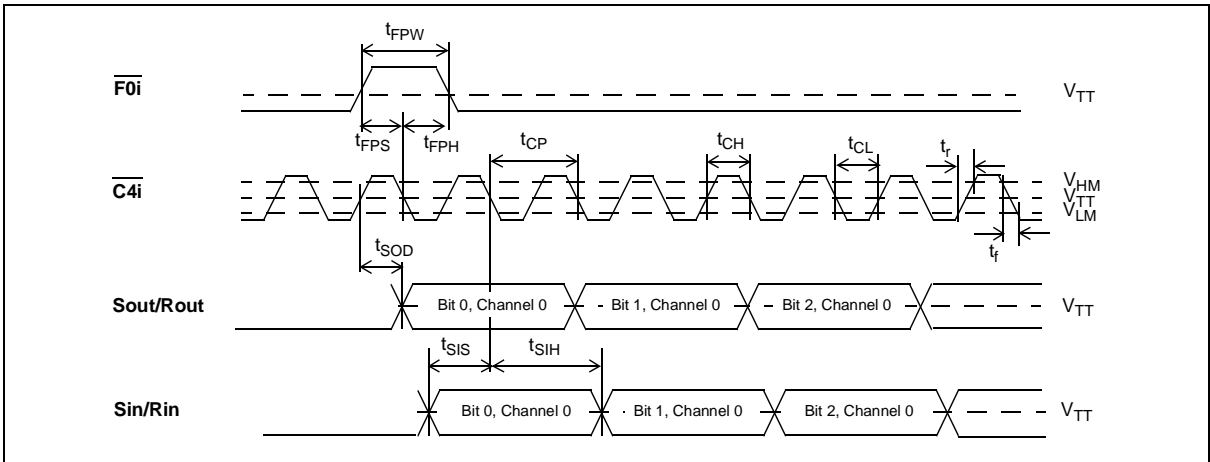 tFPW
F0i
VTT
tFPS tFPH tCP tCH tCL tr
C4i
VHM
VTT
VLM
tSOD tf
Sout/Rout Bit 0, Channel 0 Bit 1, Channel 0 Bit 2, Channel 0 VTT
tSIS tSIH
Sin/Rin Bit 0, Channel 0 Bit 1, Channel 0 Bit 2, Channel 0 VTT